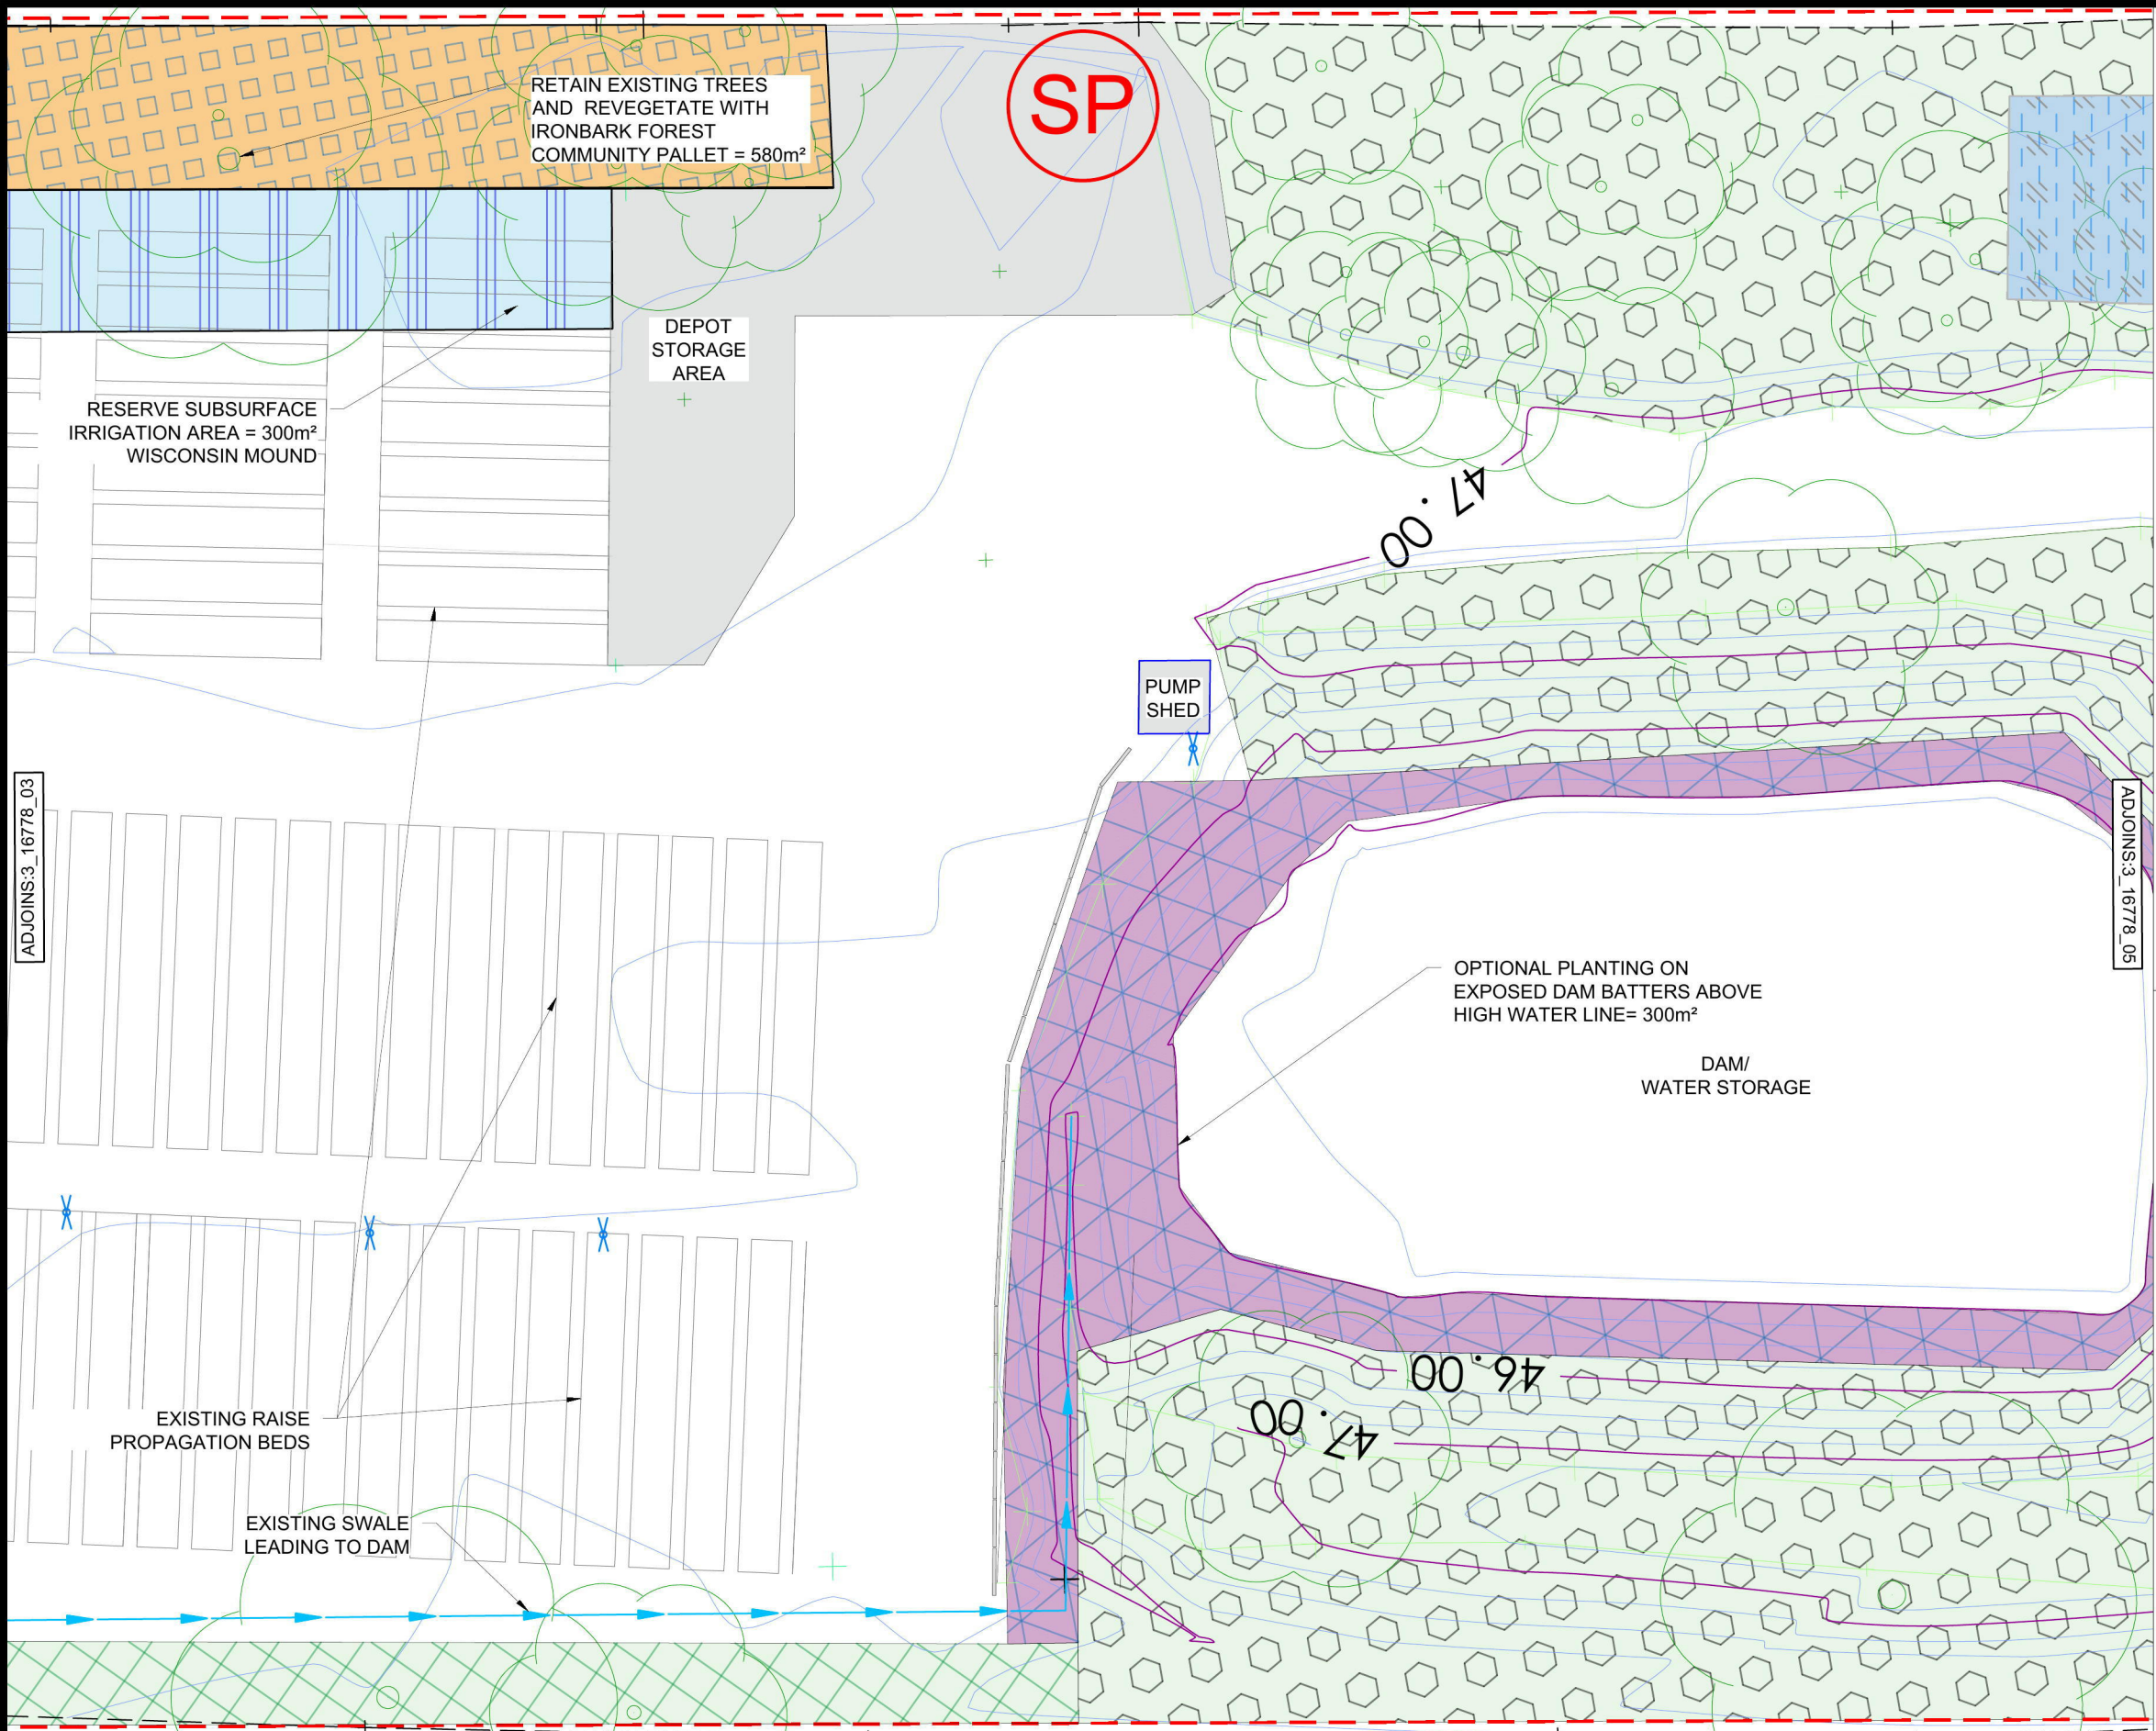 RETAIN EXISTING TREES
AND REVEGETATE WITH
IRONBARK FOREST
COMMUNITY PALLET = 580m²
SP
DEPOT
STORAGE
AREA
RESERVE SUBSURFACE
IRRIGATION AREA = 300m²
WISCONSIN MOUND
47.00
PUMP
SHED
ADJOINS:3_16778_03
ADJOINS:3_16778_05
OPTIONAL PLANTING ON
EXPOSED DAM BATTERS ABOVE
HIGH WATER LINE= 300m²
DAM/
WATER STORAGE
46.00
47.00
EXISTING RAISE
PROPAGATION BEDS
EXISTING SWALE
LEADING TO DAM